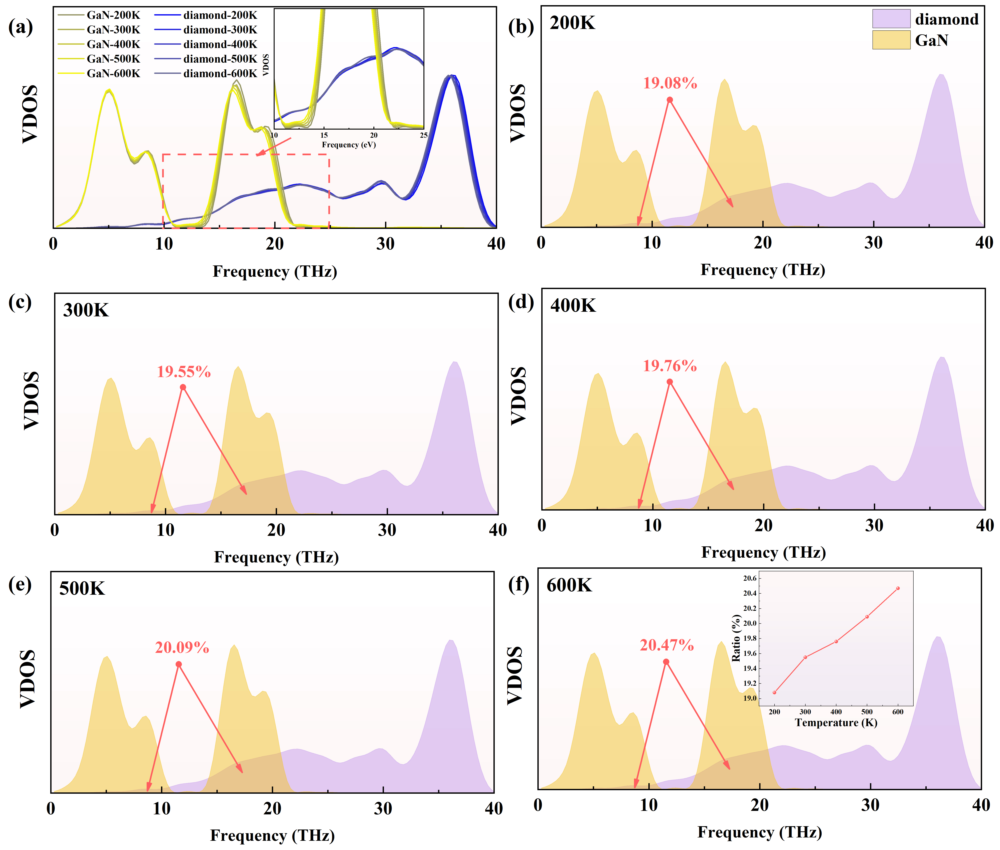 (a)
GaN-200K diamond-200K
GaN-300K diamond-300K
GaN-400K diamond-400K
GaN-500K diamond-500K
GaN-600K diamond-600K
VDOS
10 15 20 25
Frequency (eV)
VDOS
0 10 20 30 40
Frequency (THz)
(b)
200K
diamond
GaN
19.08%
VDOS
0 10 20 30 40
Frequency (THz)
(c)
300K
19.55%
VDOS
0 10 20 30 40
Frequency (THz)
(d)
400K
19.76%
VDOS
0 10 20 30 40
Frequency (THz)
(e)
500K
20.09%
VDOS
0 10 20 30 40
Frequency (THz)
(f)
600K
20.47%
20.6
20.4
20.2
20.0
19.8
19.6
19.4
19.2
19.0
Ratio (%)
200 300 400 500 600
Temperature (K)
VDOS
0 10 20 30 40
Frequency (THz)